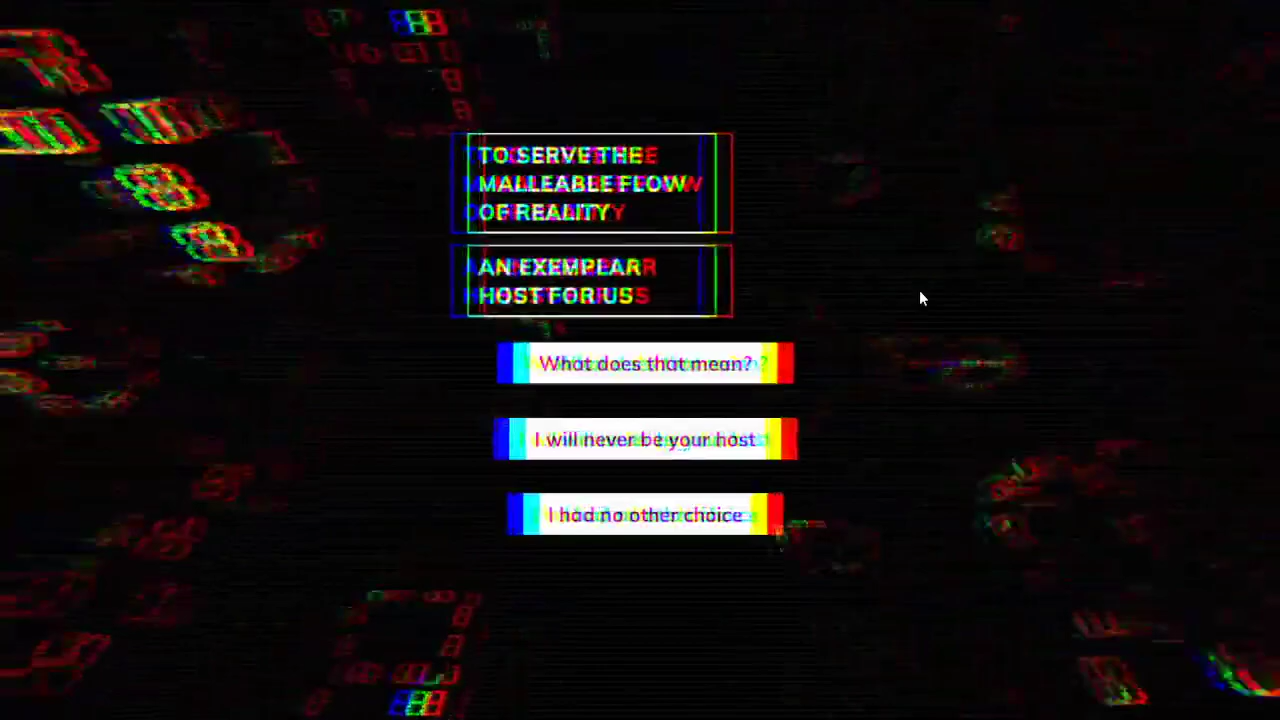 TO SERVE THE
MALLEABLE FLOW
OF REALITY
AN EXEMPLAR
HOST FOR US
What does that mean?
I will never be your host
I had no other choice